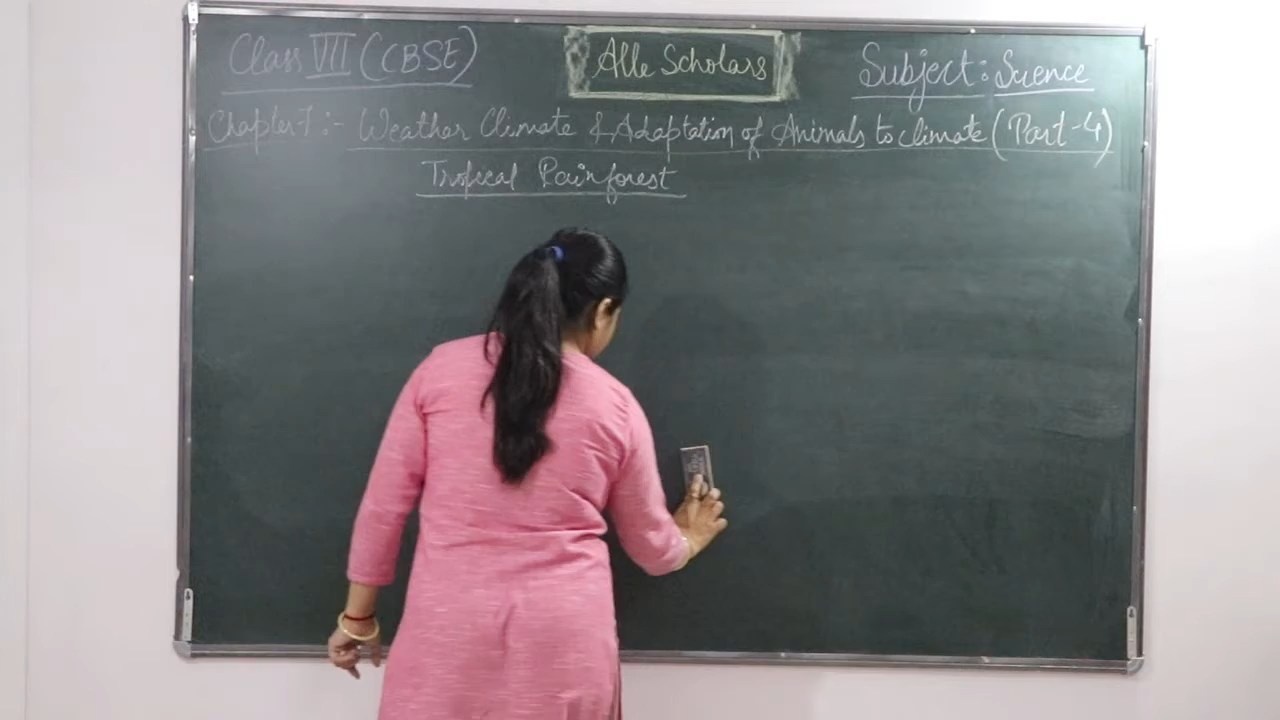 Class VII (CBSE) Alle Scholars Subject: Science
Chapter-7:- Weather Climate & Adaptation of Animals to climate (Part-4)
Tropical Rainforest